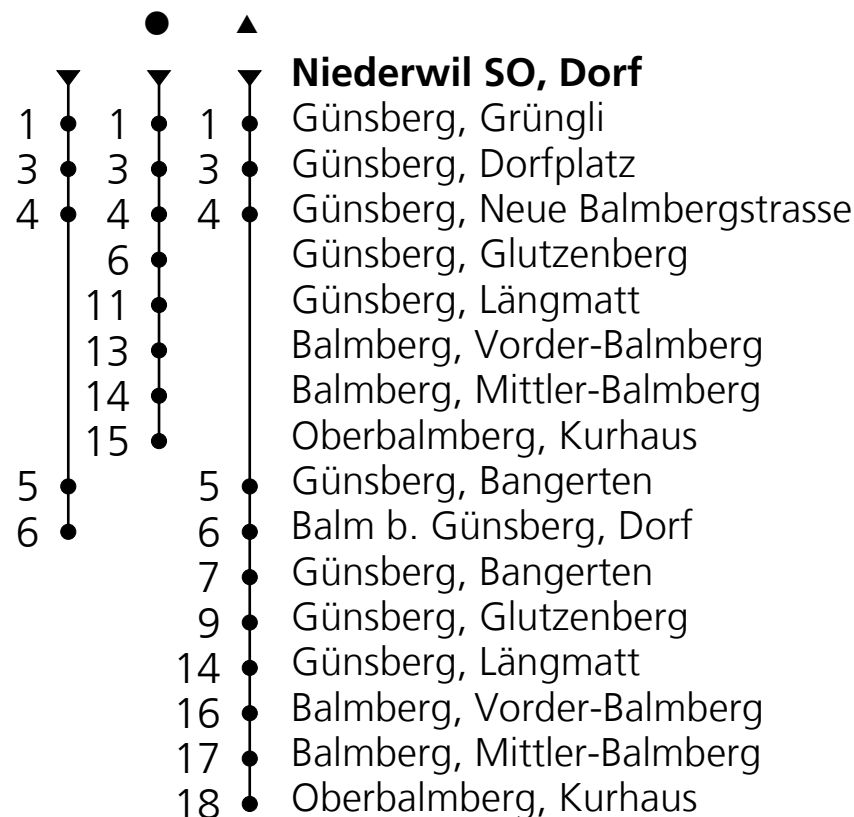 Niederwil SO, Dorf
1 1 1 Günsberg, Grüngli
3 3 3 Günsberg, Dorfplatz
4 4 4 Günsberg, Neue Balmbergstrasse
6 Günsberg, Glutzenberg
11 Günsberg, Längmatt
13 Balmberg, Vorder-Balmberg
14 Balmberg, Mittler-Balmberg
15 Oberbalmberg, Kurhaus
5 5 Günsberg, Bangerten
6 6 Balm b. Günsberg, Dorf
7 Günsberg, Bangerten
9 Günsberg, Glutzenberg
14 Günsberg, Längmatt
16 Balmberg, Vorder-Balmberg
17 Balmberg, Mittler-Balmberg
18 Oberbalmberg, Kurhaus